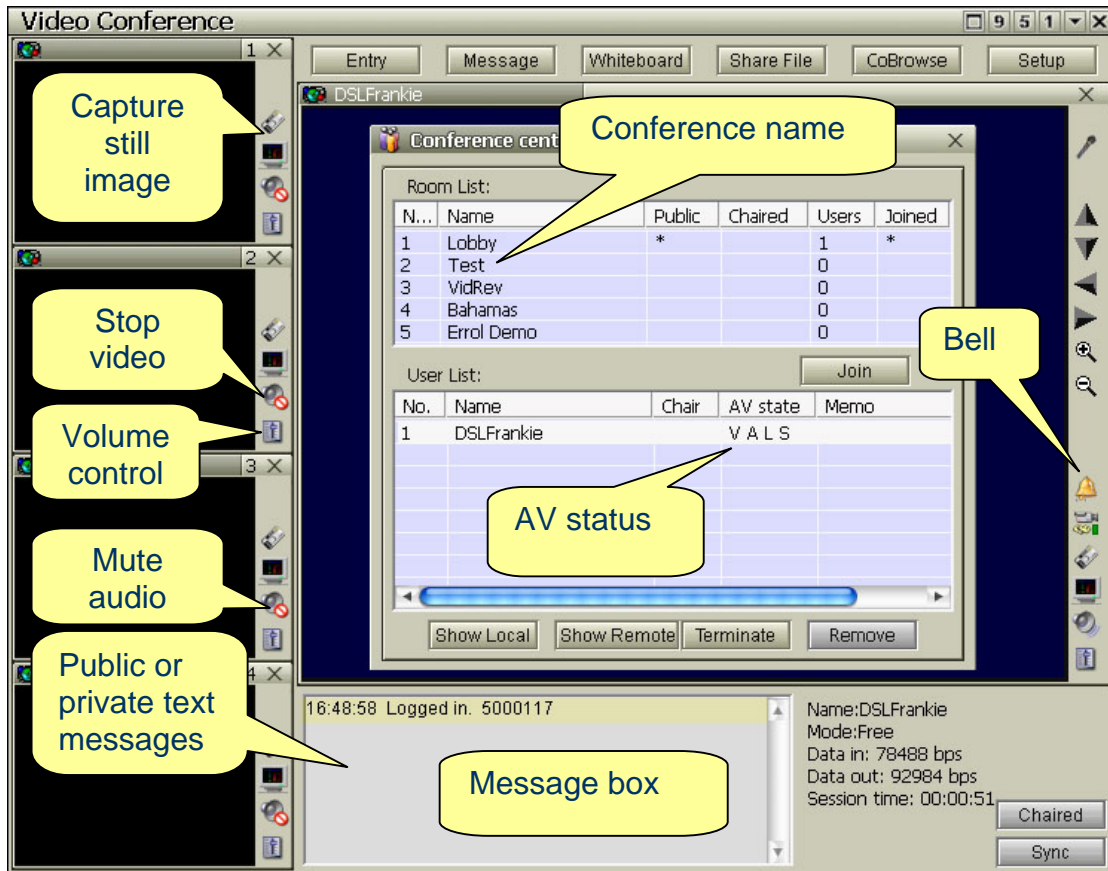 Video Conference
9 5 1
1
Entry Message Whiteboard Share File CoBrowse Setup
DSLFrankie
Capture
still
image
Conference cent
Conference name
Room List:
N... Name Public Chaired Users Joined
1 Lobby * 1 *
2 Test 0
3 VidRev 0
4 Bahamas 0
5 Errol Demo 0
2
Stop
video
Bell
Join
User List:
No. Name Chair AV state Memo
1 DSLFrankie V A L S
Volume
control
3
AV status
Mute
audio
Show Local Show Remote Terminate Remove
4
Public or
private text
messages
16:48:58 Logged in. 5000117
Message box
Name:DSLFrankie
Mode:Free
Data in: 78488 bps
Data out: 92984 bps
Session time: 00:00:51
Chaired
Sync